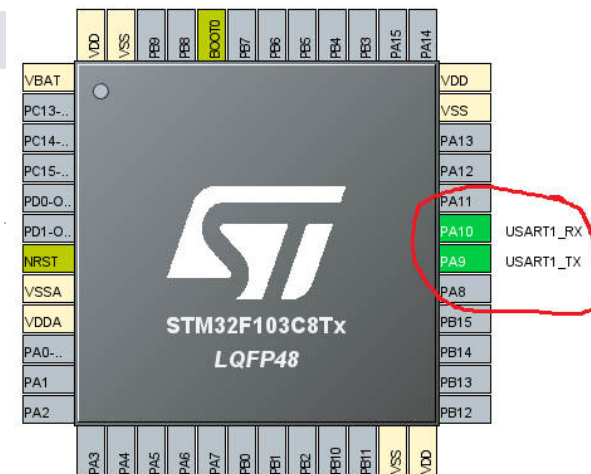 VDD VSS PB9 PB8 BOOT0 PB7 PB6 PB5 PB4 PB3 PA15 PA14
VBAT VDD
PC13-.. VSS
PC14-.. PA13
PC15-.. PA12
PD0-O.. PA11
PD1-O.. PA10 USART1_RX
NRST PA9 USART1_TX
VSSA PA8
VDDA PB15
PA0-.. PB14
PA1 PB13
PA2 PB12
ST
STM32F103C8Tx
LQFP48
PA3 PA4 PA5 PA6 PA7 PB0 PB1 PB2 PB10 PB11 VSS VDD